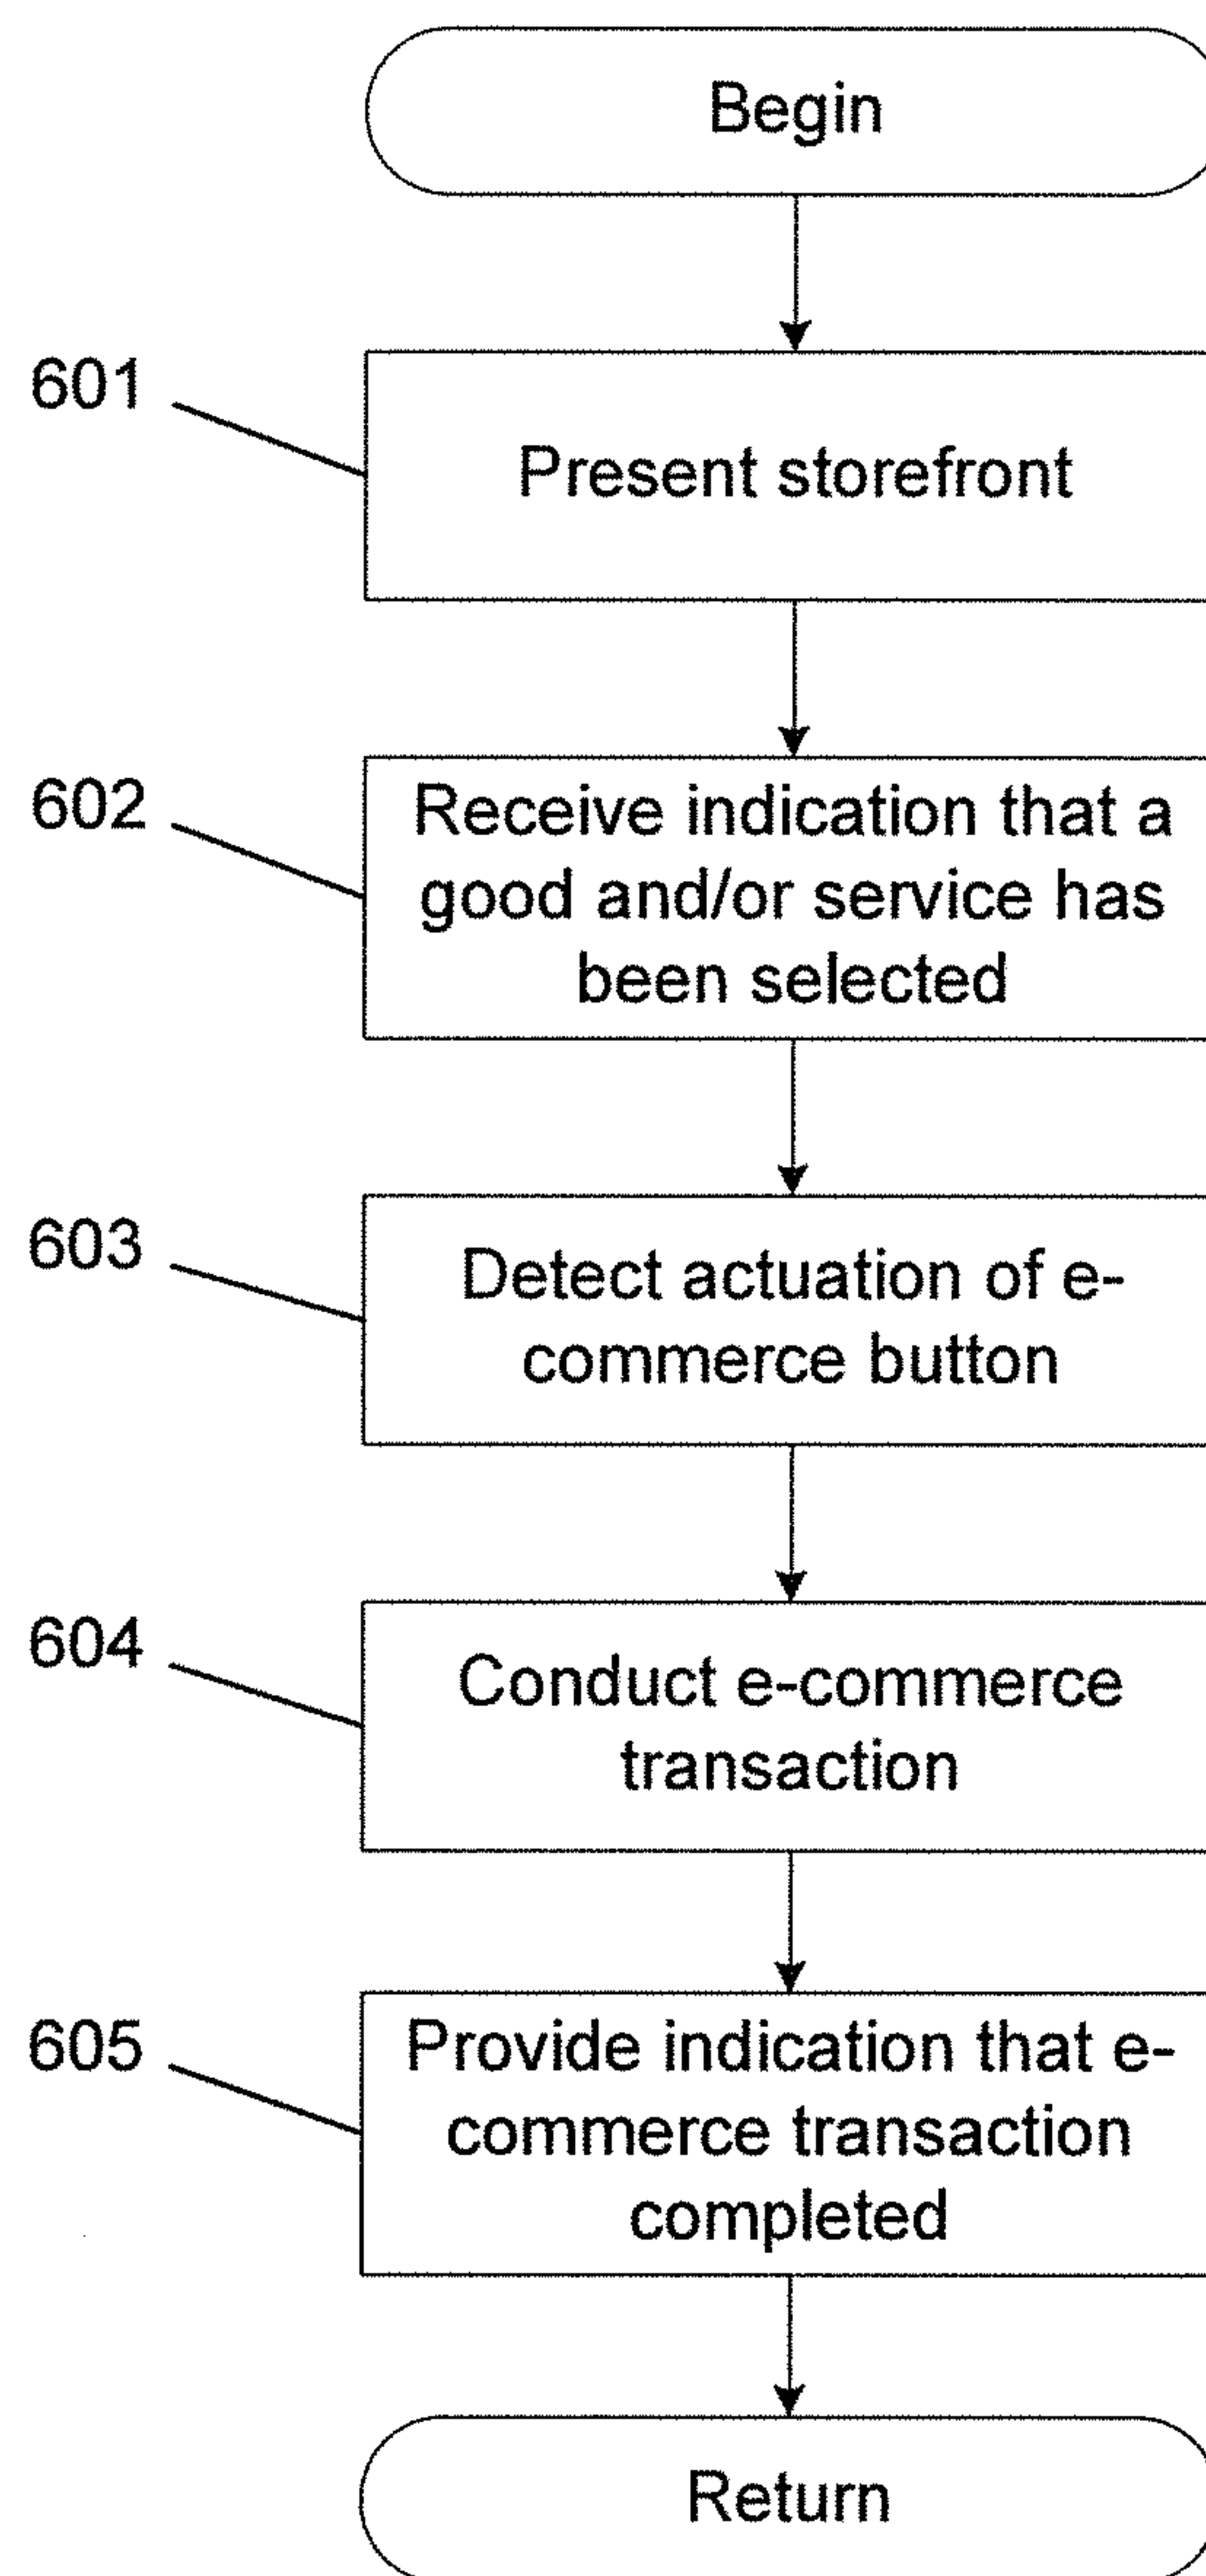 Begin
601
Present storefront
602
Receive indication that a
good and/or service has
been selected
603
Detect actuation of e-
commerce button
604
Conduct e-commerce
transaction
605
Provide indication that e-
commerce transaction
completed
Return